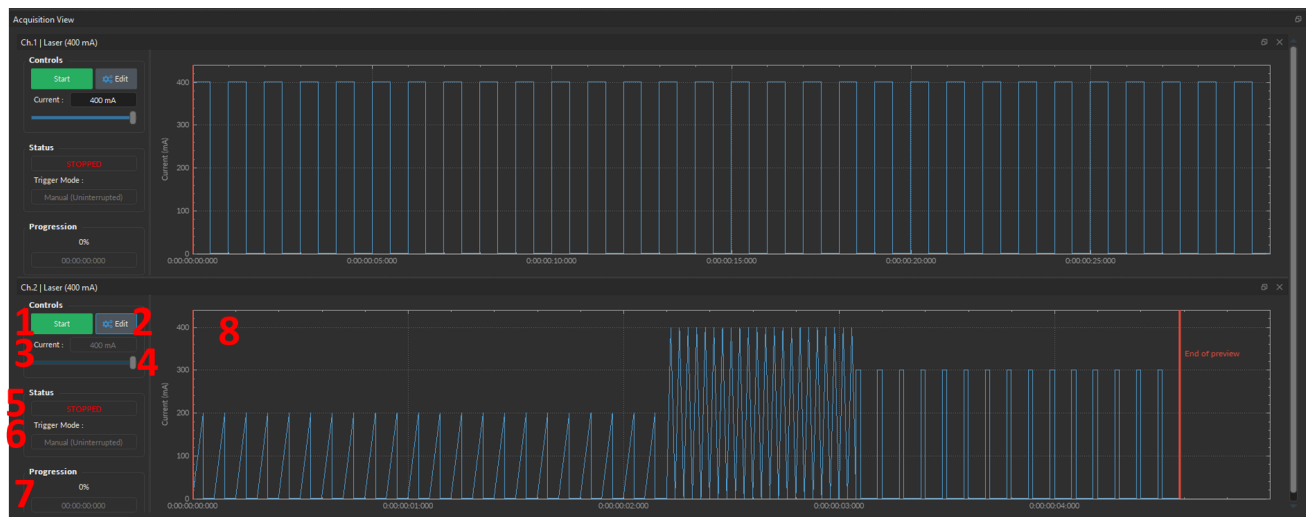 Acquisition View
Ch.1 | Laser (400 mA)
Controls
Start
Edit
Current :
400 mA
Status
STOPPED
Trigger Mode :
Manual (Uninterrupted)
Progression
0%
00:00:00:000
Current (mA)
400
300
200
100
0
0:00:00:00:000
0:00:00:05:000
0:00:00:10:000
0:00:00:15:000
0:00:00:20:000
0:00:00:25:000
Ch.2 | Laser (400 mA)
Controls
1
Start
Edit
2
3
Current :
400 mA
4
Status
5
STOPPED
6
Trigger Mode :
Manual (Uninterrupted)
Progression
0%
7
00:00:00:000
8
Current (mA)
400
300
200
100
0
End of preview
0:00:00:00:000
0:00:00:01:000
0:00:00:02:000
0:00:00:03:000
0:00:00:04:000